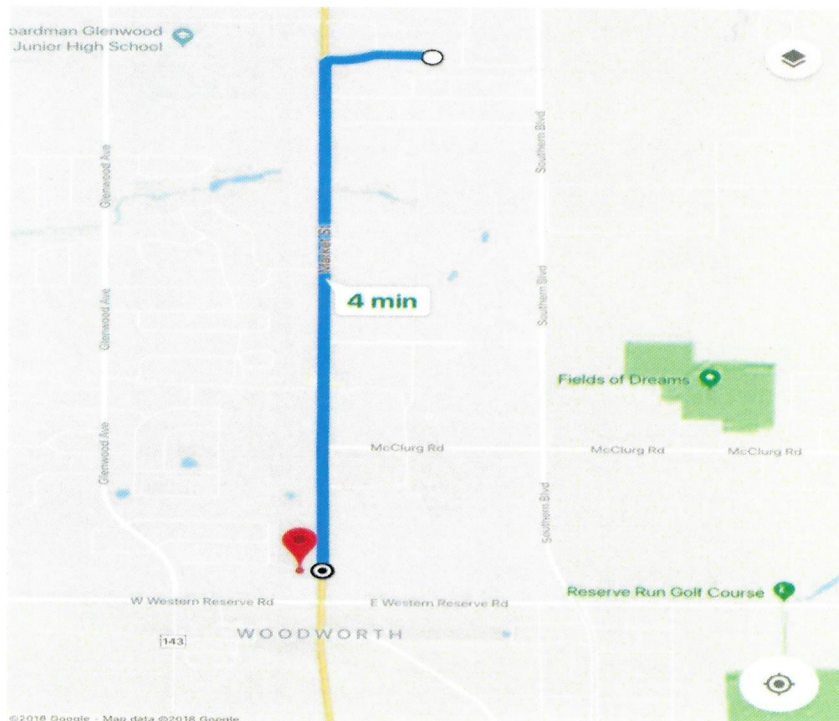 oardman Glenwood
Junior High School
Glenwood Ave
Southern Blvd
Market St
4 min
Glenwood Ave
Southern Blvd
Fields of Dreams
Glenwood Ave
McClurg Rd
McClurg Rd
McClurg Rd
Southern Blvd
W Western Reserve Rd
E Western Reserve Rd
Reserve Run Golf Course
143
WOODWORTH
©2018 Google - Map data ©2018 Google